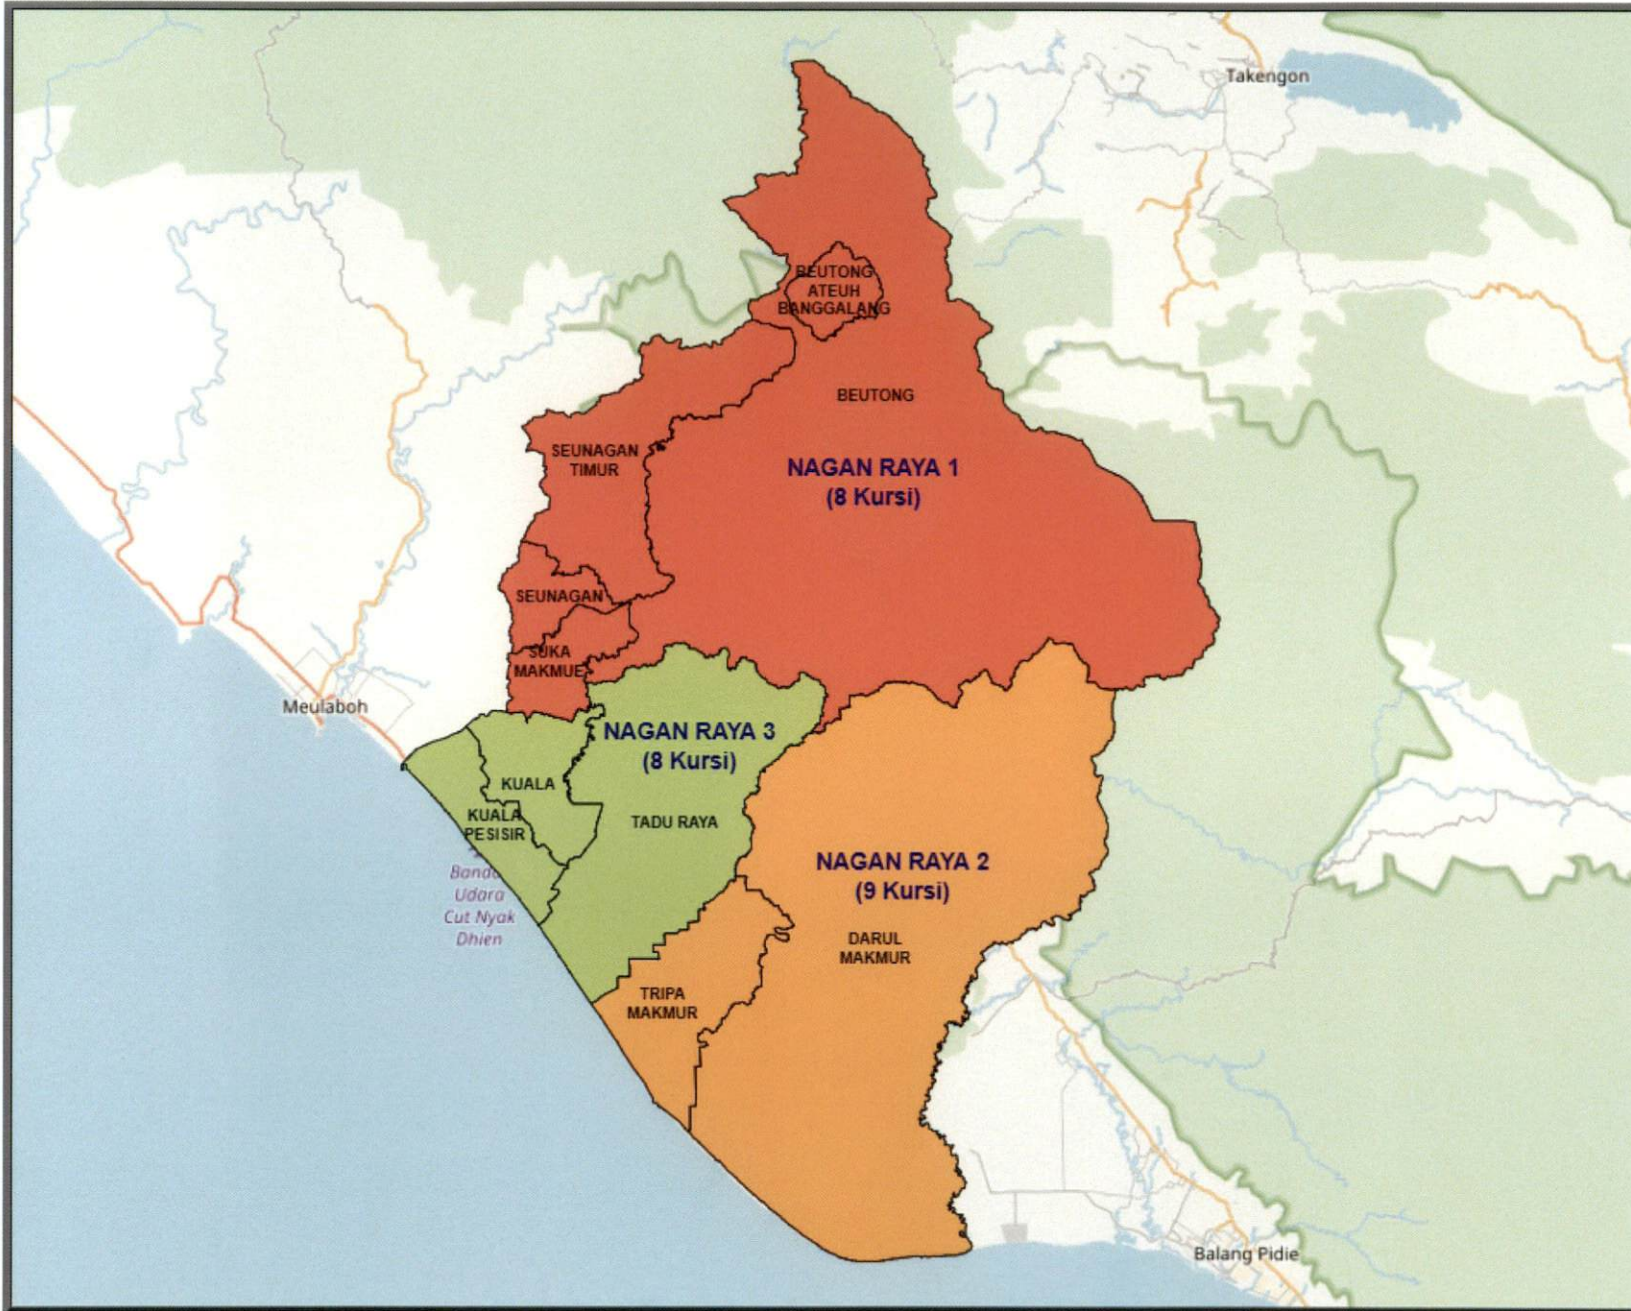 Takengon
BEUTONG
ATEUH
BANGGALANG
BEUTONG
SEUNAGAN
TIMUR
NAGAN RAYA 1
(8 Kursi)
SEUNAGAN
SUKA
MAKMUE
Meulaboh
NAGAN RAYA 3
(8 Kursi)
KUALA
KUALA
PESISIR
TADU RAYA
NAGAN RAYA 2
(9 Kursi)
Banda
Udara
Cut Nyak
Dhien
DARUL
MAKMUR
TRIPA
MAKMUR
Balang Pidie